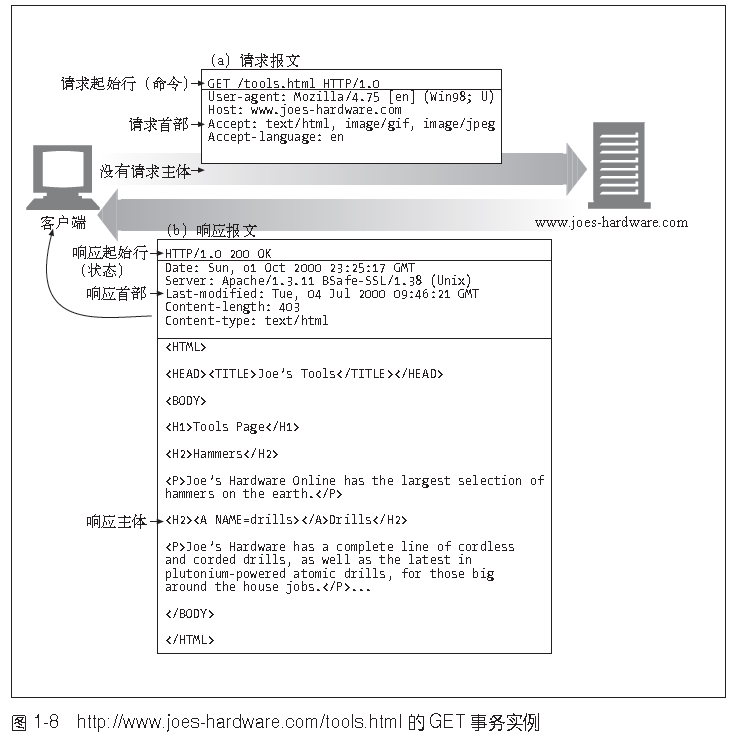 (a) 请求报文
请求起始行（命令）
GET /tools.html HTTP/1.0
User-agent: Mozilla/4.75 [en] (Win98; U)
Host: www.joes-hardware.com
请求首部
Accept: text/html, image/gif, image/jpeg
Accept-language: en
没有请求主体
客户端
www.joes-hardware.com
(b) 响应报文
响应起始行
（状态）
HTTP/1.0 200 OK
Date: Sun, 01 Oct 2000 23:25:17 GMT
Server: Apache/1.3.11 BSafe-SSL/1.38 (Unix)
响应首部
Last-modified: Tue, 04 Jul 2000 09:46:21 GMT
Content-length: 403
Content-type: text/html
<HTML>
<HEAD><TITLE>Joe's Tools</TITLE></HEAD>
<BODY>
<H1>Tools Page</H1>
<H2>Hammers</H2>
<P>Joe's Hardware Online has the largest selection of
hammers on the earth.</P>
响应主体
<H2><A NAME=drills></A>Drills</H2>
<P>Joe's Hardware has a complete line of cordless
and corded drills, as well as the latest in
plutonium-powered atomic drills, for those big
around the house jobs.</P>...
</BODY>
</HTML>
图 1-8 http://www.joes-hardware.com/tools.html 的 GET 事务实例